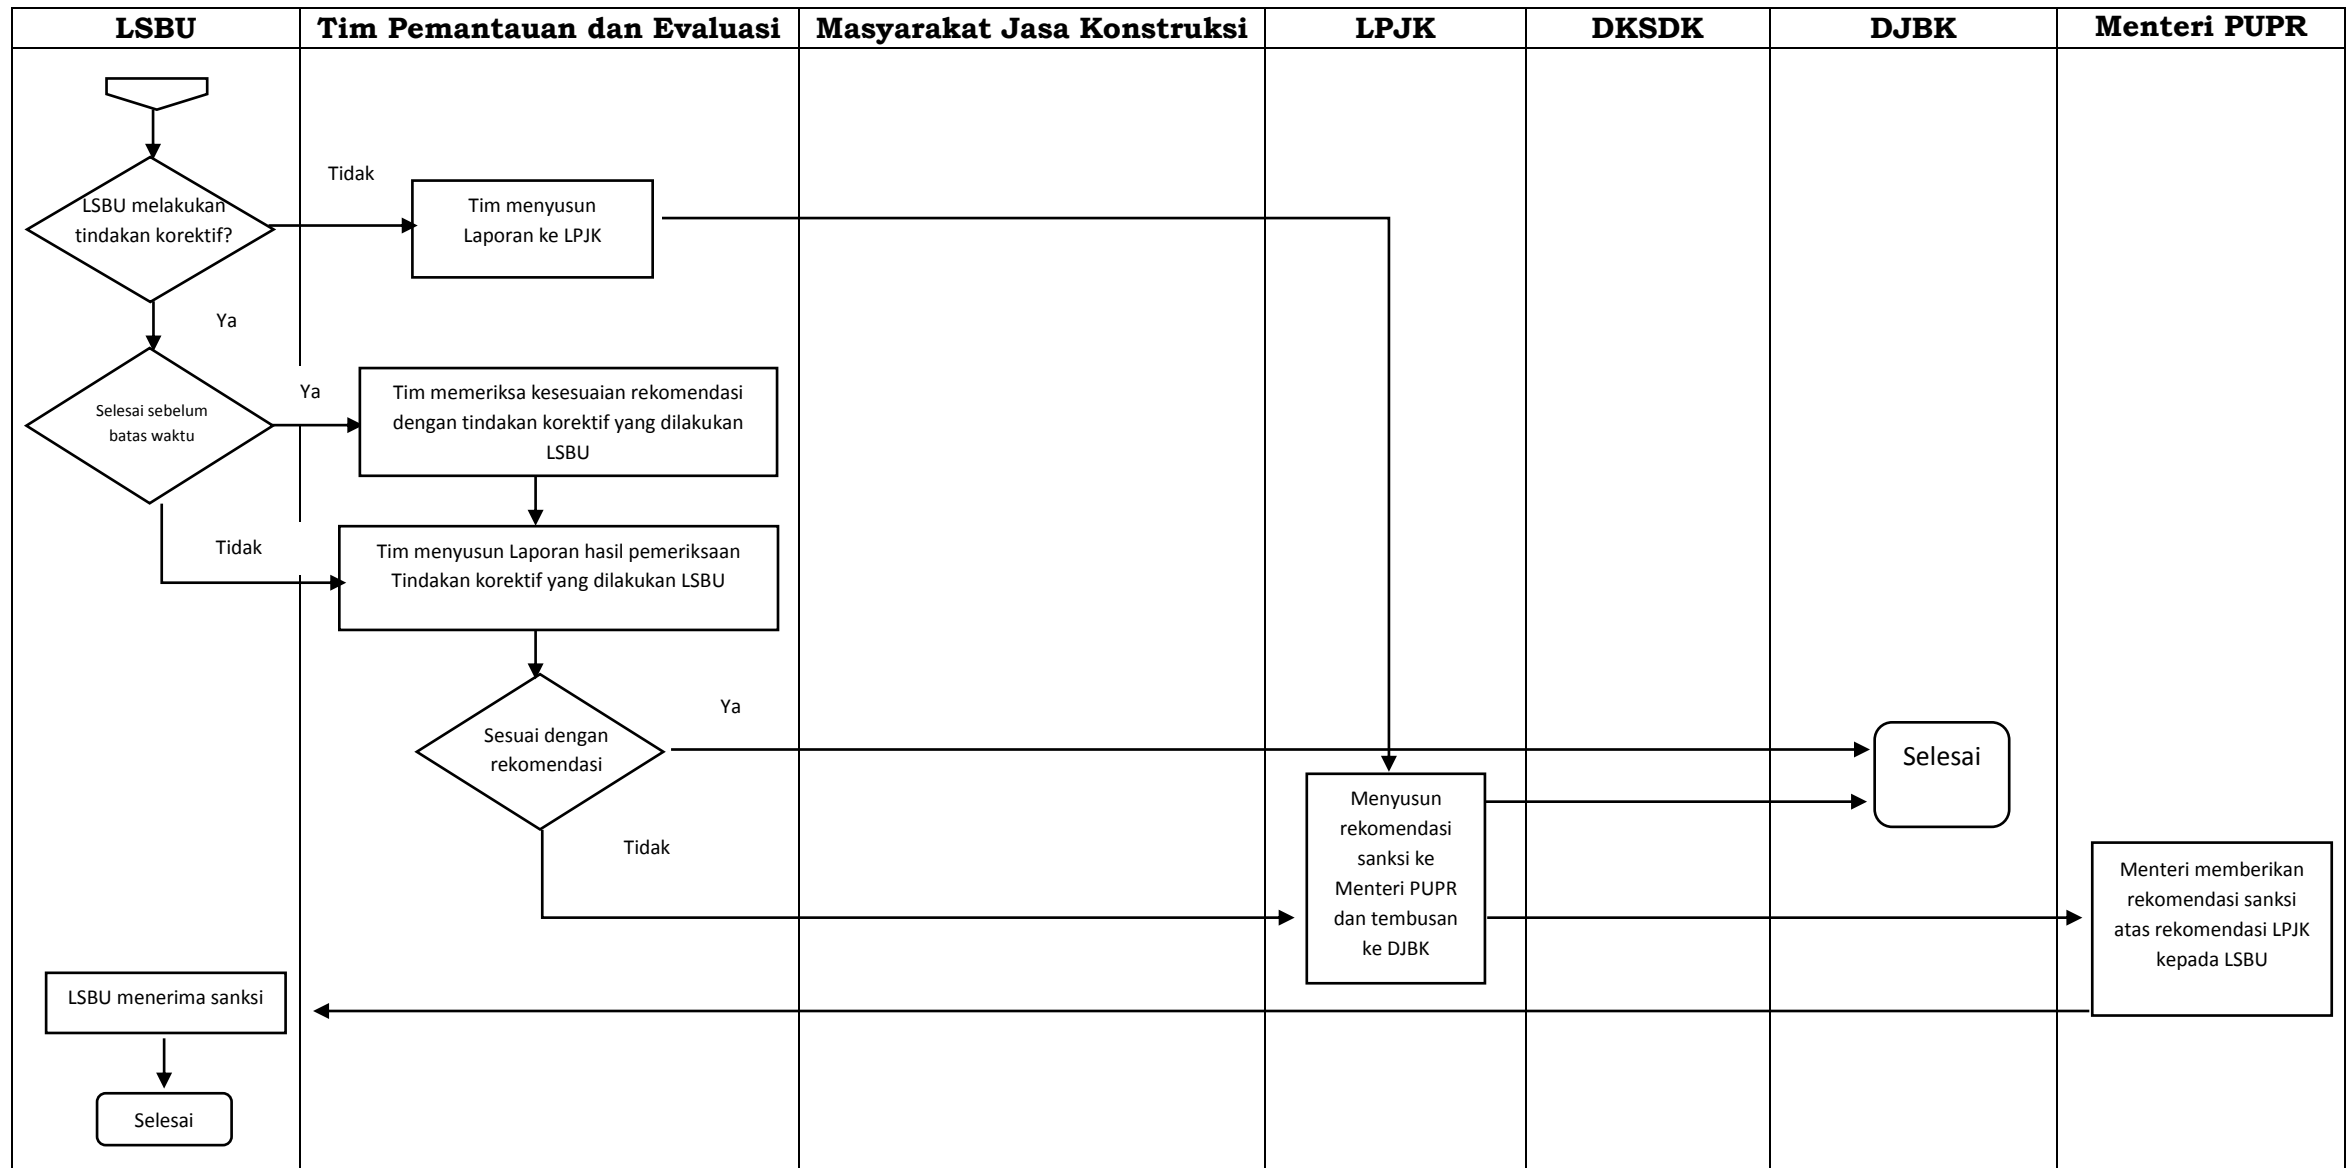 LSBU
Tim Pemantauan dan Evaluasi
Masyarakat Jasa Konstruksi
LPJK
DKSDK
DJBK
Menteri PUPR
LSBU melakukan
tindakan korektif?
Tidak
Tim menyusun
Laporan ke LPJK
Ya
Selesai sebelum
batas waktu
Ya
Tim memeriksa kesesuaian rekomendasi
dengan tindakan korektif yang dilakukan
LSBU
Tidak
Tim menyusun Laporan hasil pemeriksaan
Tindakan korektif yang dilakukan LSBU
Sesuai dengan
rekomendasi
Ya
Tidak
Menyusun
rekomendasi
sanksi ke
Menteri PUPR
dan tembusan
ke DJBK
Selesai
Menteri memberikan
rekomendasi sanksi
atas rekomendasi LPJK
kepada LSBU
LSBU menerima sanksi
Selesai